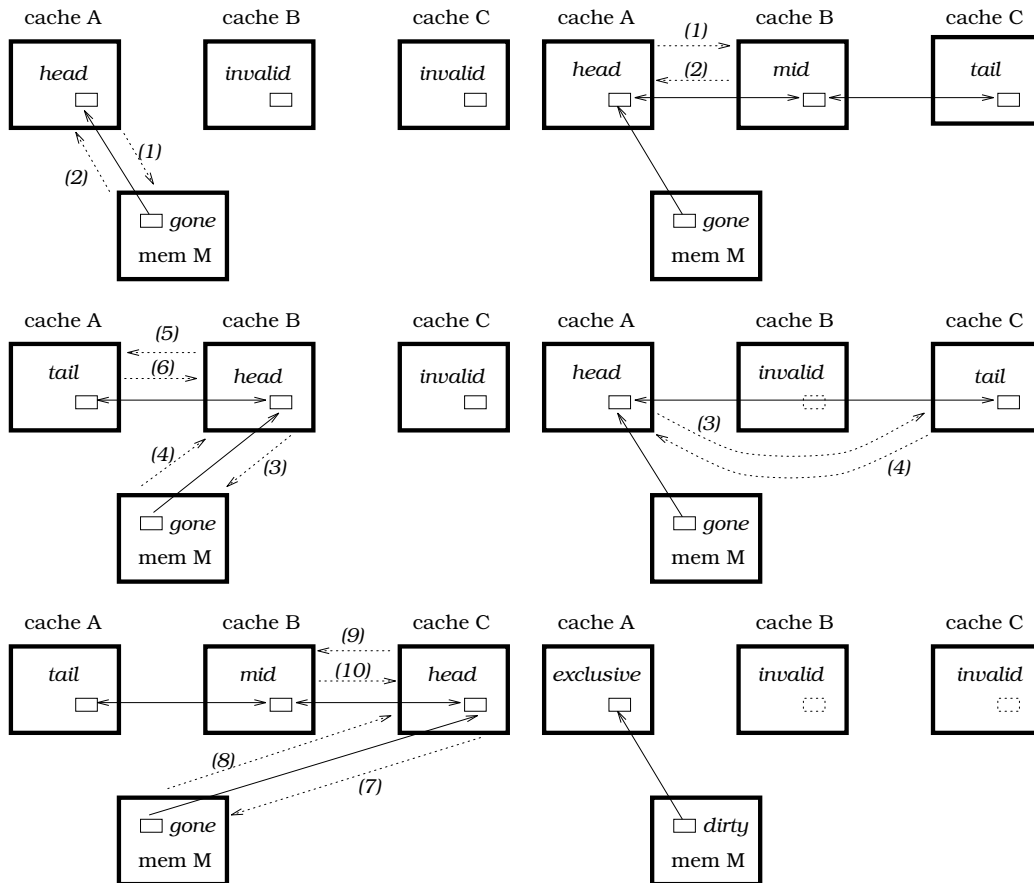 cache A
cache B
cache C
cache A
cache B
cache C
head
invalid
invalid
head
(1)
(2)
mid
tail
(1)
(2)
gone
mem M
gone
mem M
cache A
cache B
cache C
cache A
cache B
cache C
tail
(5)
(6)
head
invalid
head
invalid
tail
(4)
(3)
(3)
(4)
gone
mem M
gone
mem M
cache A
cache B
cache C
cache A
cache B
cache C
tail
mid
(9)
(10)
head
exclusive
invalid
invalid
(8)
(7)
gone
mem M
dirty
mem M